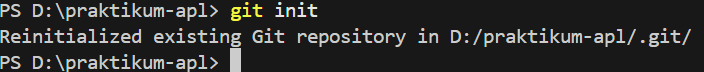 PS D:\praktikum-apl> git init
Reinitialized existing Git repository in D:/praktikum-apl/.git/
PS D:\praktikum-apl>